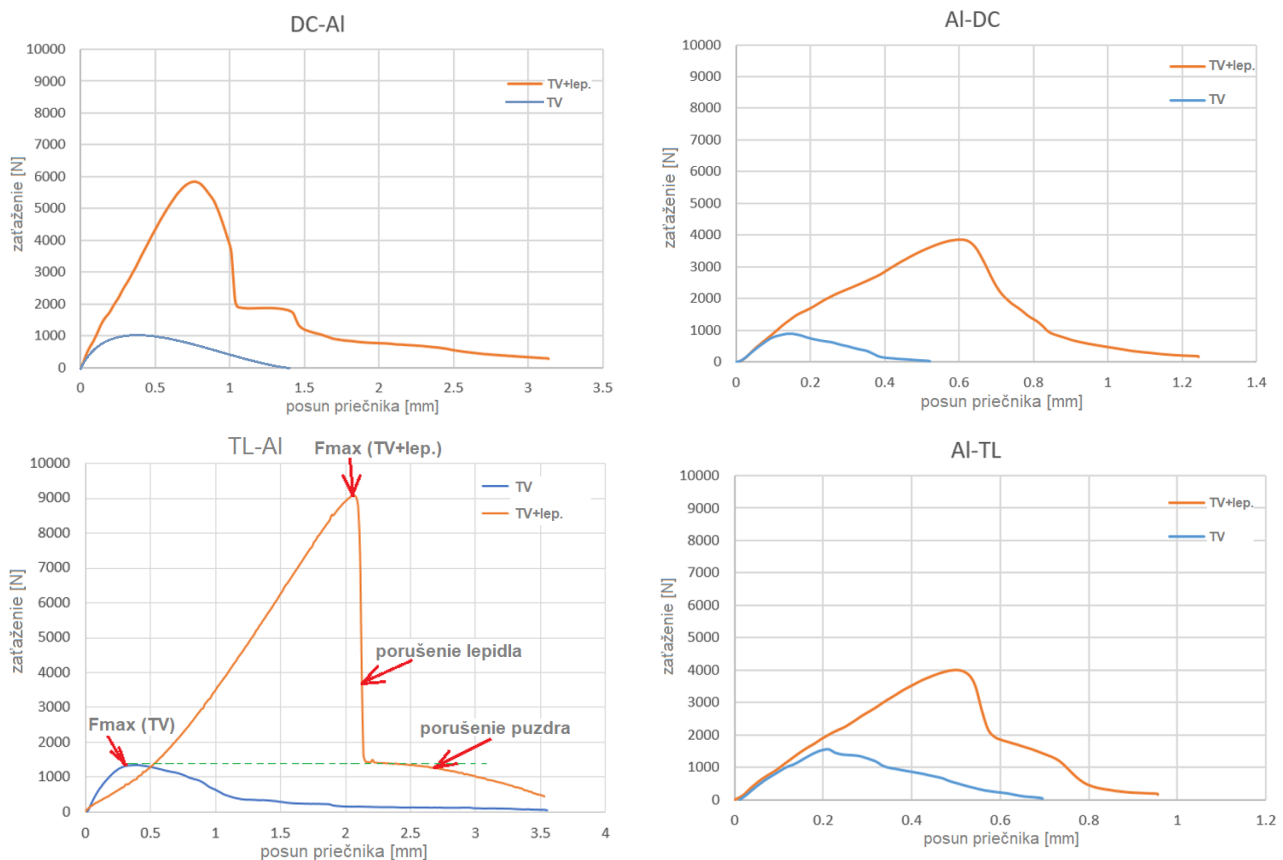 DC-Al
10000
9000
8000
7000
6000
5000
4000
3000
2000
1000
0
zaťaženie [N]
TV+lep.
TV
0 0.5 1 1.5 2 2.5 3 3.5
posun priečnika [mm]
Al-DC
10000
9000
8000
7000
6000
5000
4000
3000
2000
1000
0
zaťaženie [N]
TV+lep.
TV
0 0.2 0.4 0.6 0.8 1 1.2 1.4
posun priečnika [mm]
TL-Al
Fmax (TV+lep.)
10000
9000
8000
7000
6000
5000
4000
3000
2000
1000
0
zaťaženie [N]
TV
TV+lep.
porušenie lepidla
Fmax (TV)
porušenie puzdra
0 0.5 1 1.5 2 2.5 3 3.5 4
posun priečnika [mm]
Al-TL
10000
9000
8000
7000
6000
5000
4000
3000
2000
1000
0
zaťaženie [N]
TV+lep.
TV
0 0.2 0.4 0.6 0.8 1 1.2
posun priečnika [mm]